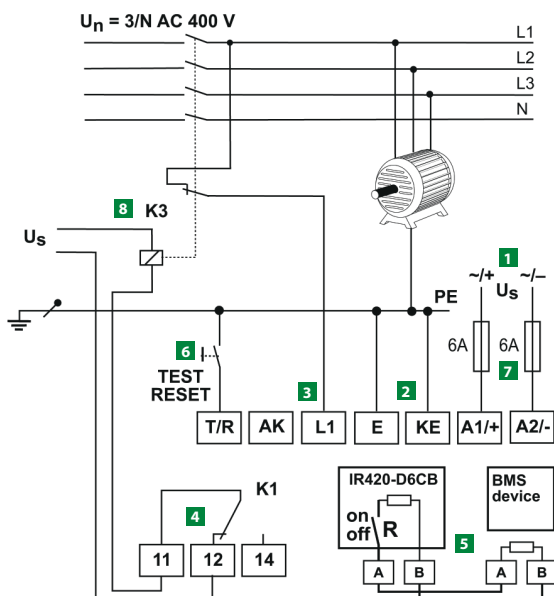 Un = 3/N AC 400 V
L1
L2
L3
N
8 K3
Us
1
~/+ ~/–
Us
PE
6A 6A
7
6
TEST
RESET
3
2
T/R AK L1 E KE A1/+ A2/-
K1
4
11 12 14
IR420-D6CB
on
off R
A B
5
BMS
device
A B